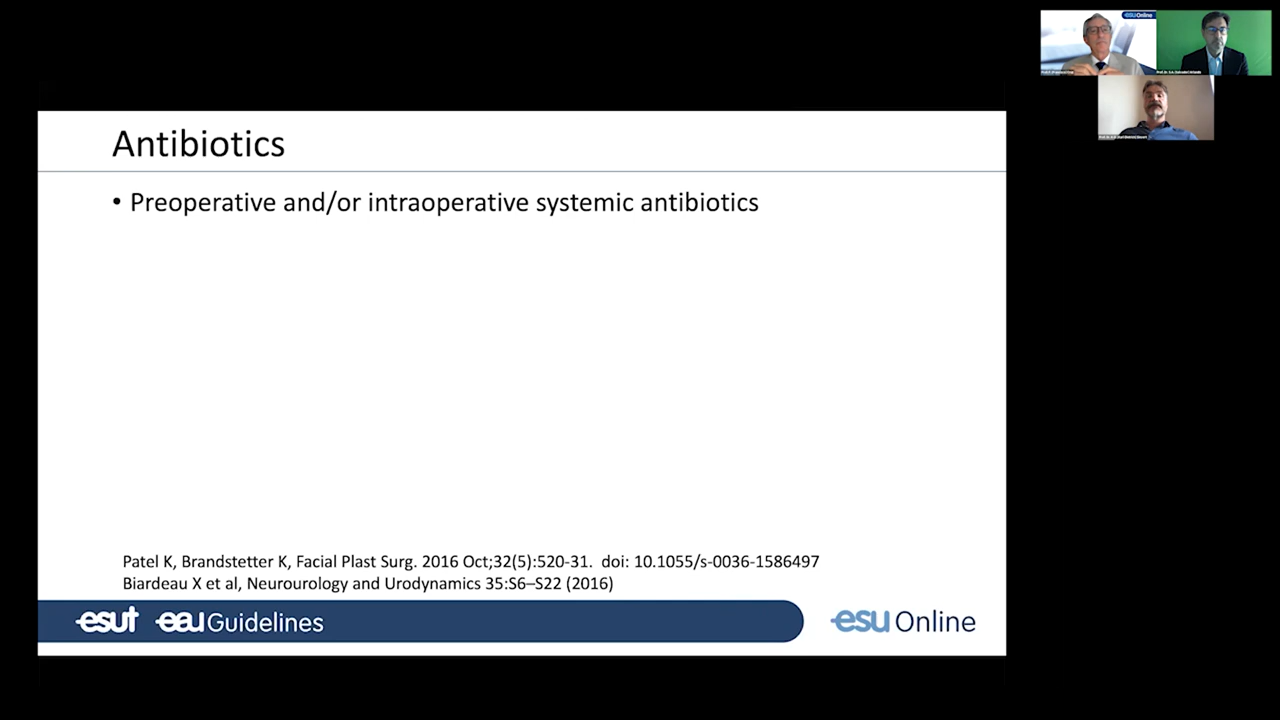 esu Online
Antibiotics
• Preoperative and/or intraoperative systemic antibiotics
Patel K, Brandstetter K, Facial Plast Surg. 2016 Oct;32(5):520-31. doi: 10.1055/s-0036-1586497
Biardeau X et al, Neurourology and Urodynamics 35:S6–S22 (2016)
esut eau Guidelines
esu Online